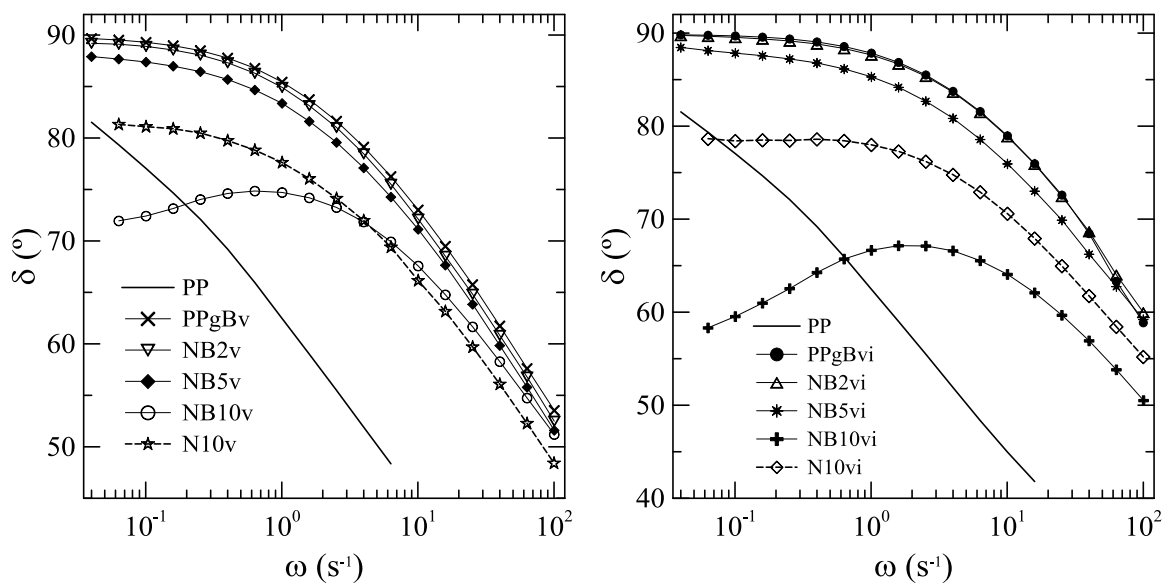 90
80
70
60
50
δ (º)
PP
PPgBv
NB2v
NB5v
NB10v
N10v
10⁻¹ 10⁰ 10¹ 10²
ω (s⁻¹)
90
80
70
60
50
40
δ (º)
PP
PPgBvi
NB2vi
NB5vi
NB10vi
N10vi
10⁻¹ 10⁰ 10¹ 10²
ω (s⁻¹)